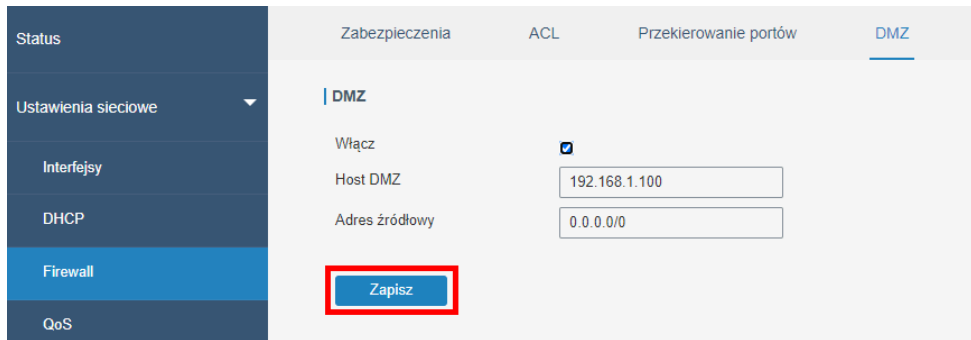 Status
Ustawienia sieciowe
Interfejsy
DHCP
Firewall
QoS
Zabezpieczenia ACL Przekierowanie portów DMZ
DMZ
Włącz
Host DMZ 192.168.1.100
Adres źródłowy 0.0.0.0/0
Zapisz